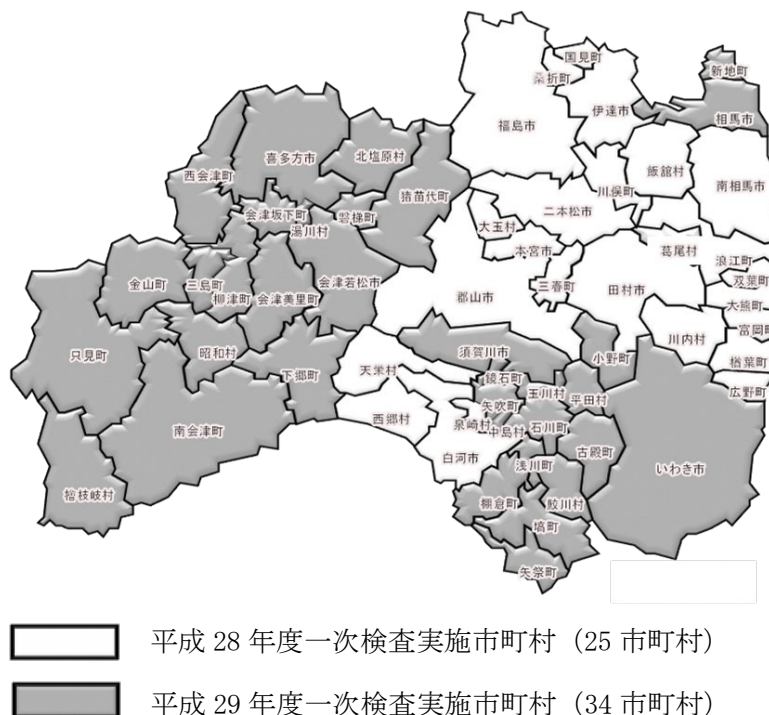 国見町
桑折町
新地町
伊達市
相馬市
福島市
喜多方市
北塩原村
飯舘村
西会津町
猪苗代町
川俣町
南相馬市
会津坂下町
磐梯町
二本松市
湯川村
大玉村
本宮市
葛尾村
浪江町
金山町
三島町
会津若松市
三春町
双葉町
柳津町
会津美里町
郡山市
田村市
大熊町
富岡町
川内村
只見町
昭和村
須賀川市
小野町
下郷町
天栄村
楢葉町
鏡石町
玉川村
平田村
広野町
矢吹町
西郷村
泉崎村
中島村
石川町
南会津町
古殿町
白河市
浅川町
いわき市
檜枝岐村
棚倉町
鮫川村
塙町
矢祭町
平成 28 年度一次検査実施市町村（25 市町村）
平成 29 年度一次検査実施市町村（34 市町村）